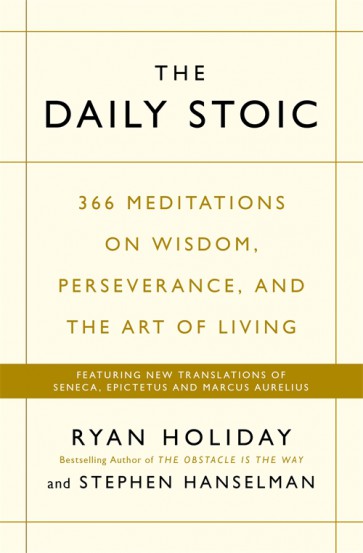 THE
DAILY STOIC
366 MEDITATIONS
ON WISDOM,
PERSEVERANCE, AND
THE ART OF LIVING
FEATURING NEW TRANSLATIONS OF
SENECA, EPICTETUS AND MARCUS AURELIUS
RYAN HOLIDAY
Bestselling Author of THE OBSTACLE IS THE WAY
and STEPHEN HANSELMAN